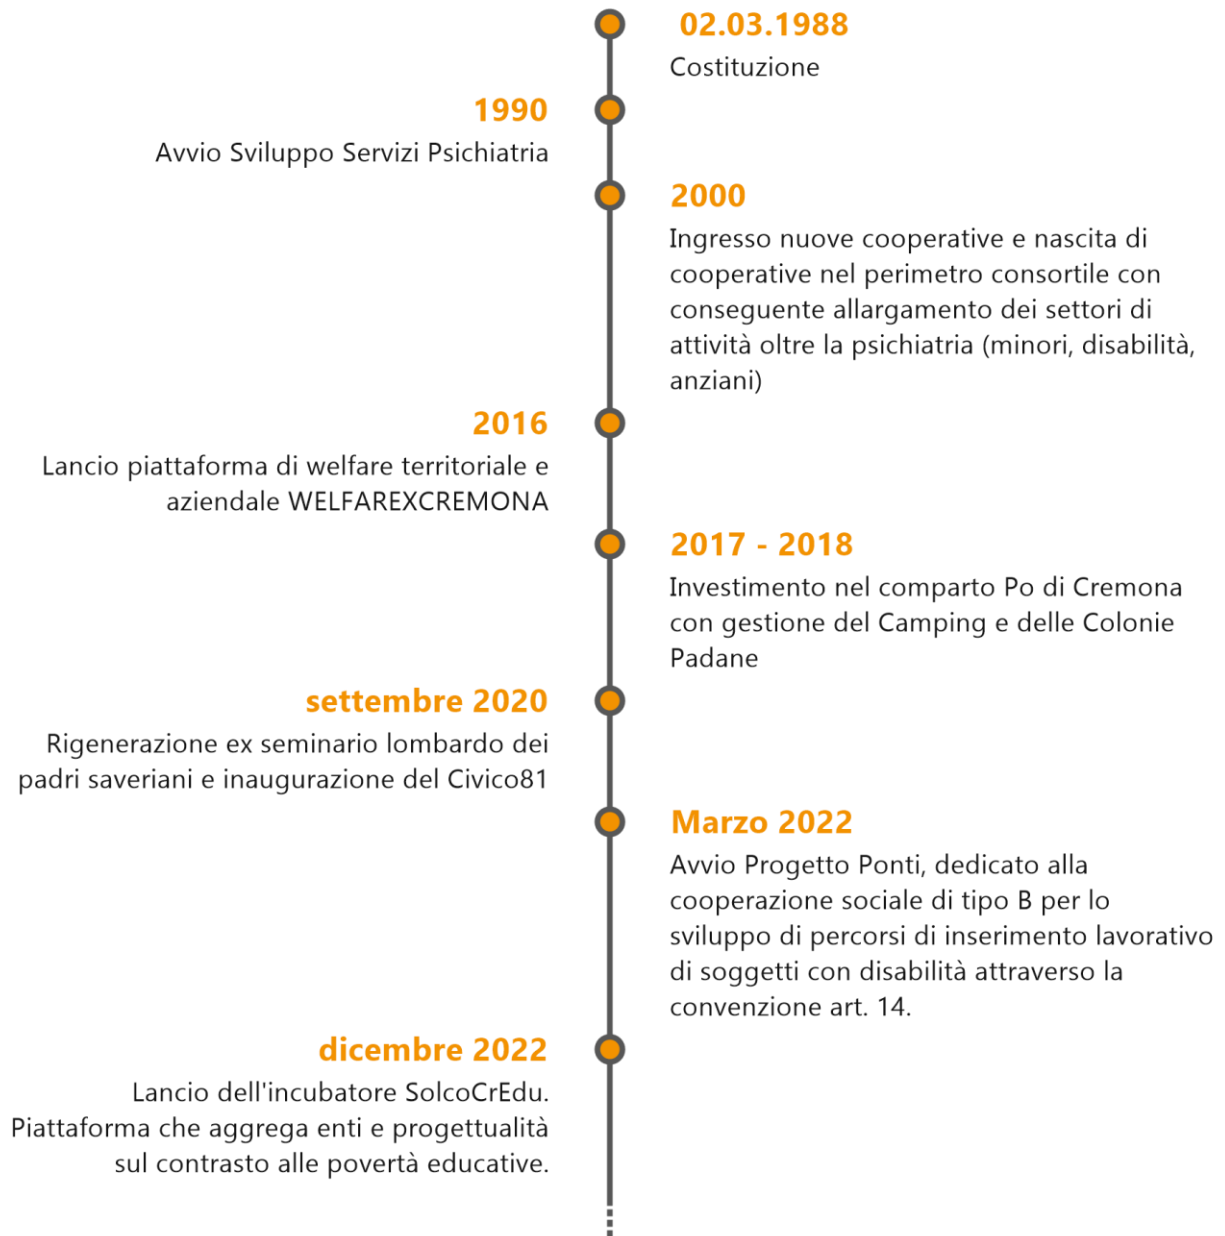 02.03.1988
Costituzione
1990
Avvio Sviluppo Servizi Psichiatria
2000
Ingresso nuove cooperative e nascita di
cooperative nel perimetro consortile con
conseguente allargamento dei settori di
attività oltre la psichiatria (minori, disabilità,
anziani)
2016
Lancio piattaforma di welfare territoriale e
aziendale WELFAREXCREMONA
2017 - 2018
Investimento nel comparto Po di Cremona
con gestione del Camping e delle Colonie
Padane
settembre 2020
Rigenerazione ex seminario lombardo dei
padri saveriani e inaugurazione del Civico81
Marzo 2022
Avvio Progetto Ponti, dedicato alla
cooperazione sociale di tipo B per lo
sviluppo di percorsi di inserimento lavorativo
di soggetti con disabilità attraverso la
convenzione art. 14.
dicembre 2022
Lancio dell'incubatore SolcoCrEdu.
Piattaforma che aggrega enti e progettualità
sul contrasto alle povertà educative.